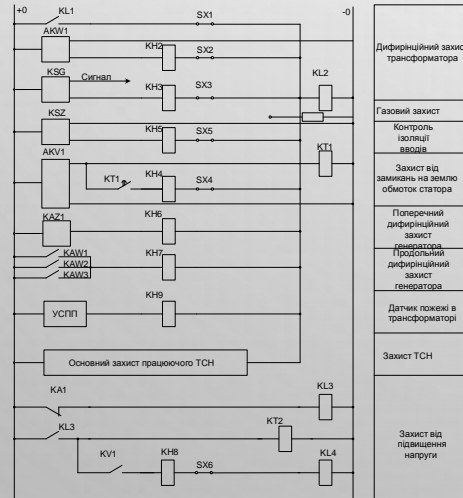 +0
-0
KL1
SX1
AKW1
KH2
SX2
KSG
Сигнал
KH3
SX3
KL2
KSZ
KH5
SX5
AKV1
KT1
KT1
KH4
SX4
KAZ1
KH6
KAW1
KAW2
KAW3
KH7
УСПП
KH9
Основний захист працюючого ТСН
KA1
KL3
KL3
KT2
KV1
KH8
SX6
KL4
Дифирінційний захист
трансформатора
Газовий захист
Контроль
ізоляції
вводів
Захист від
замикань на землю
обмоток статора
Поперечний
дифирінційний
захист
генератора
Продольний
дифирінційний
захист
генератора
Датчик пожежі в
трансформаторі
Захист ТСН
Захист від
підвищення
напруги